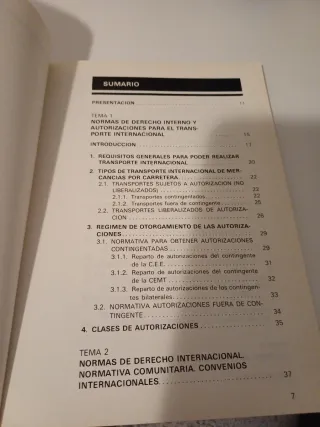 SUMARIO
PRESENTACION 11
TEMA 1
NORMAS DE DERECHO INTERNO Y
AUTORIZACIONES PARA EL TRANS-
PORTE INTERNACIONAL 15
INTRODUCCION 17
1. REQUISITOS GENERALES PARA PODER REALIZAR
TRANSPORTE INTERNACIONAL 20
2. TIPOS DE TRANSPORTE INTERNACIONAL DE MER-
CANCIAS POR CARRETERA 22
2.1. TRANSPORTES SUJETOS A AUTORIZACION (NO
LIBERALIZADOS) 23
2.1.1. Transportes contingentados 22
2.1.2. Transportes fuera de contingente 25
2.2. TRANSPORTES LIBERALIZADOS DE AUTORIZA-
CION 26
3. REGIMEN DE OTORGAMIENTO DE LAS AUTORIZA-
CIONES 29
3.1. NORMATIVA PARA OBTENER AUTORIZACIONES
CONTINGENTADAS 29
3.1.1. Reparto de autorizaciones del contingente
de la C.E.E. 31
3.1.2. Reparto de autorizaciones del contingente
de la CEMT 32
3.1.3. Reparto de autorizaciones de los contingen-
tes bilaterales 33
3.2. NORMATIVA AUTORIZACIONES FUERA DE CON-
TINGENTE 34
4. CLASES DE AUTORIZACIONES 35
TEMA 2
NORMAS DE DERECHO INTERNACIONAL.
NORMATIVA COMUNITARIA. CONVENIOS
INTERNACIONALES 37
7